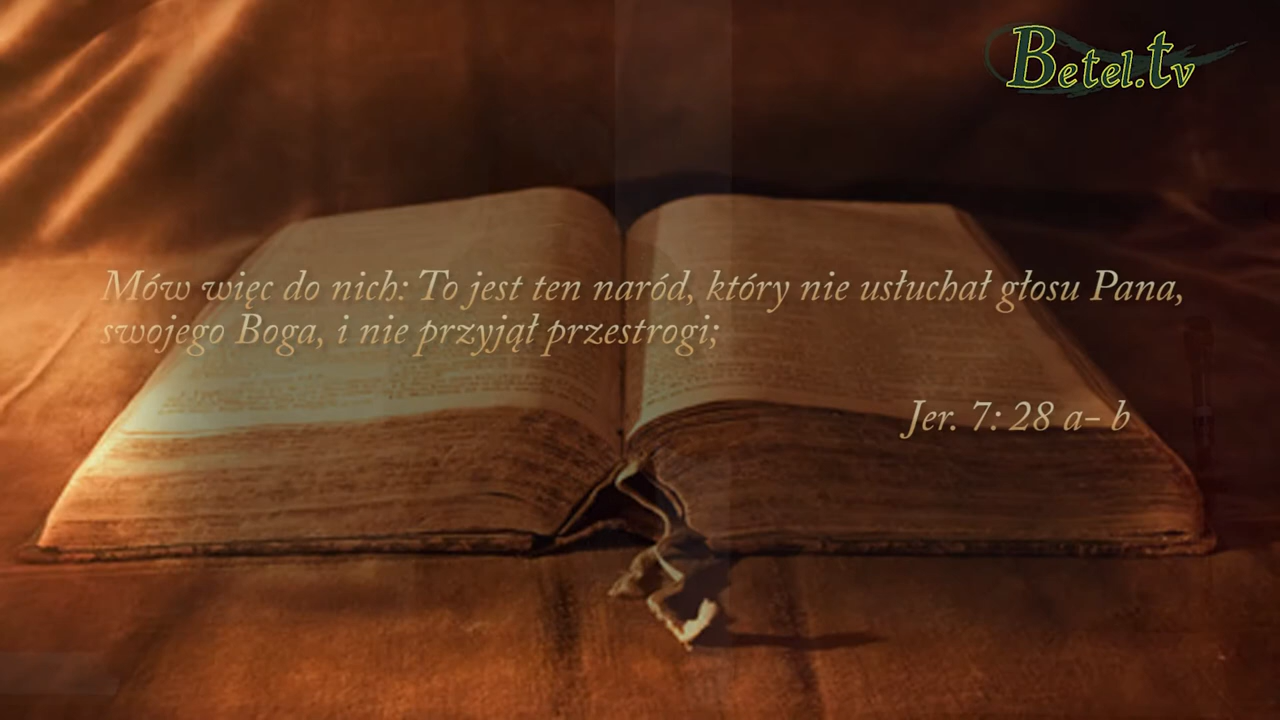 Betel.tv
Mów więc do nich: To jest ten naród, który nie usłuchał głosu Pana,
swojego Boga, i nie przyjął przestrogi;
Jer. 7: 28 a- b